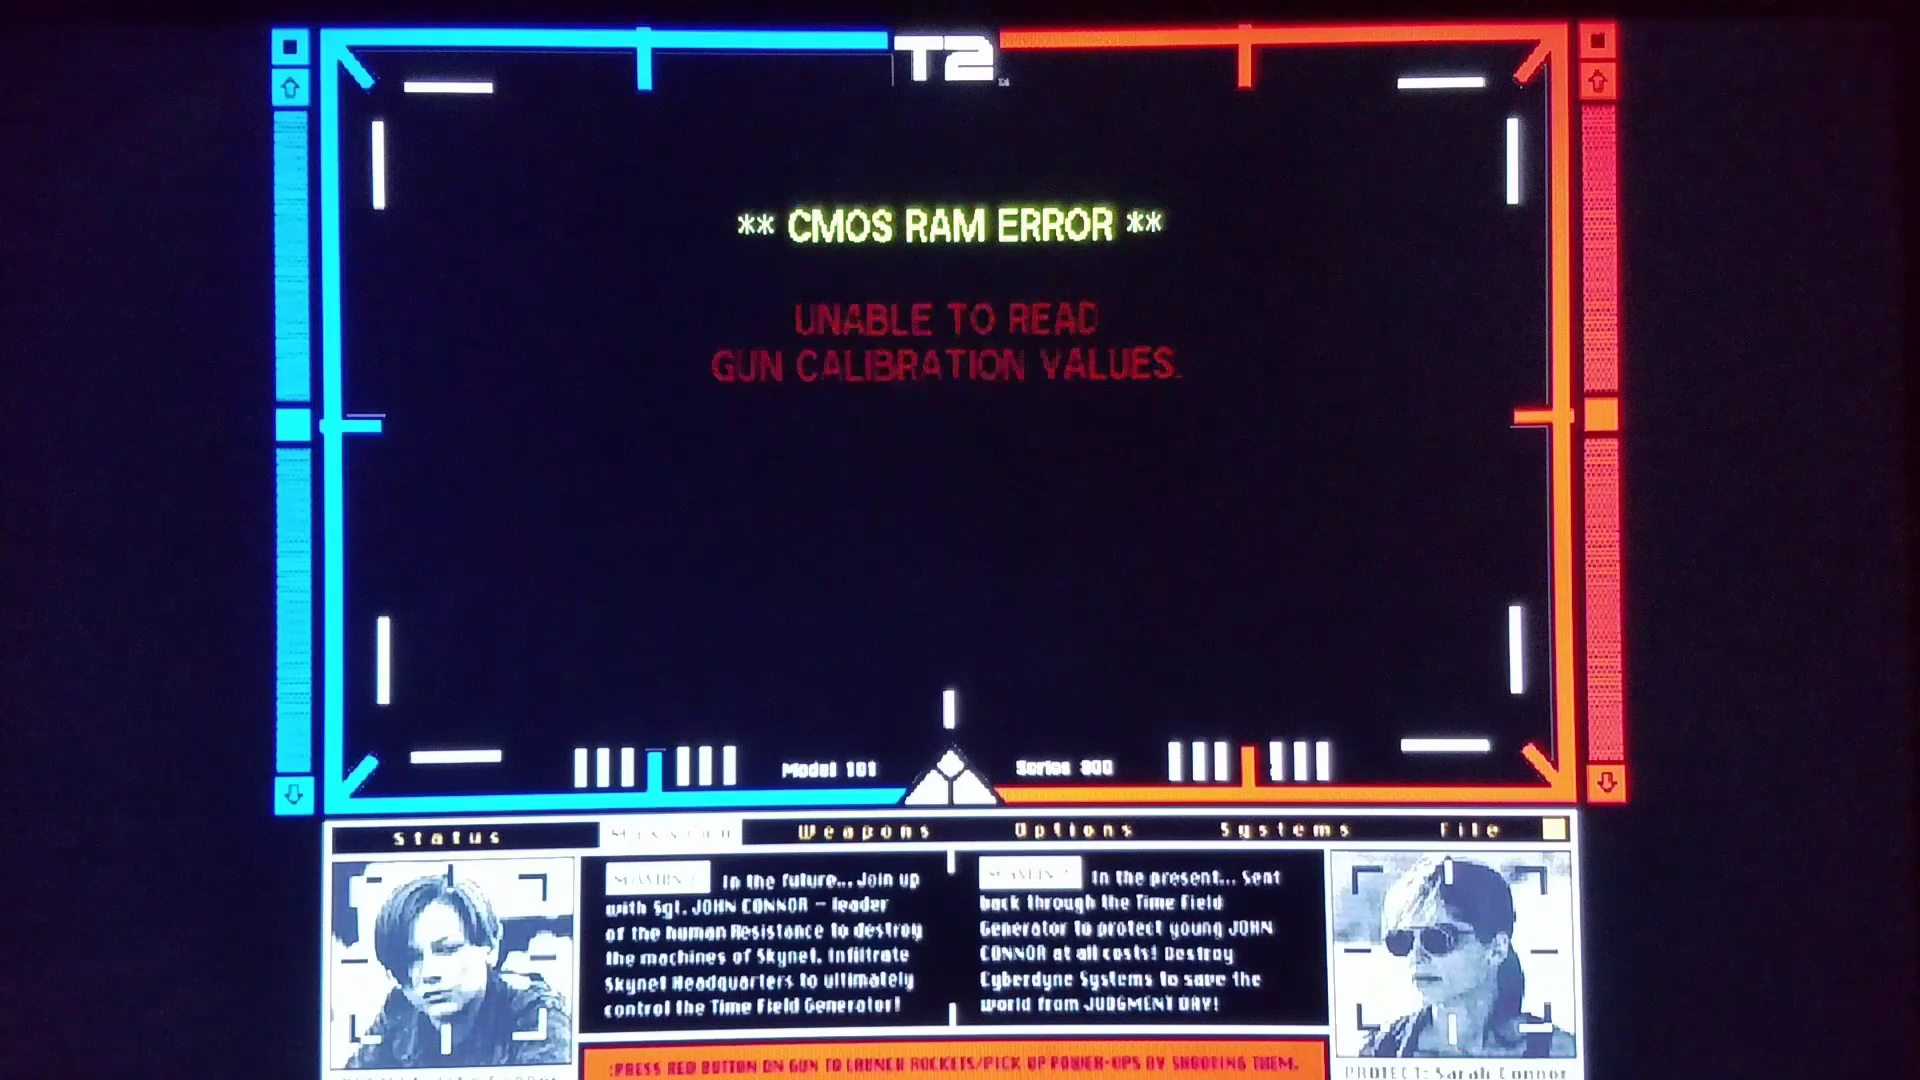 T2
** CMOS RAM ERROR **
UNABLE TO READ
GUN CALIBRATION VALUES.
Model 101
Series 800
Status
Weapons
Options
Systems
File
In the future... Join up
with Sgt. JOHN CONNOR – leader
of the human Resistance to destroy
the machines of Skynet. Infiltrate
Skynet Headquarters to ultimately
control the Time Field Generator!
In the present... Sent
back through the Time Field
Generator to protect young JOHN
CONNOR at all costs! Destroy
Cyberdyne Systems to save the
world from JUDGMENT DAY!
:PRESS RED BUTTON ON GUN TO LAUNCH ROCKETS/PICK UP POWER-UPS BY SHOOTING THEM.
PROTECT: Sarah Connor